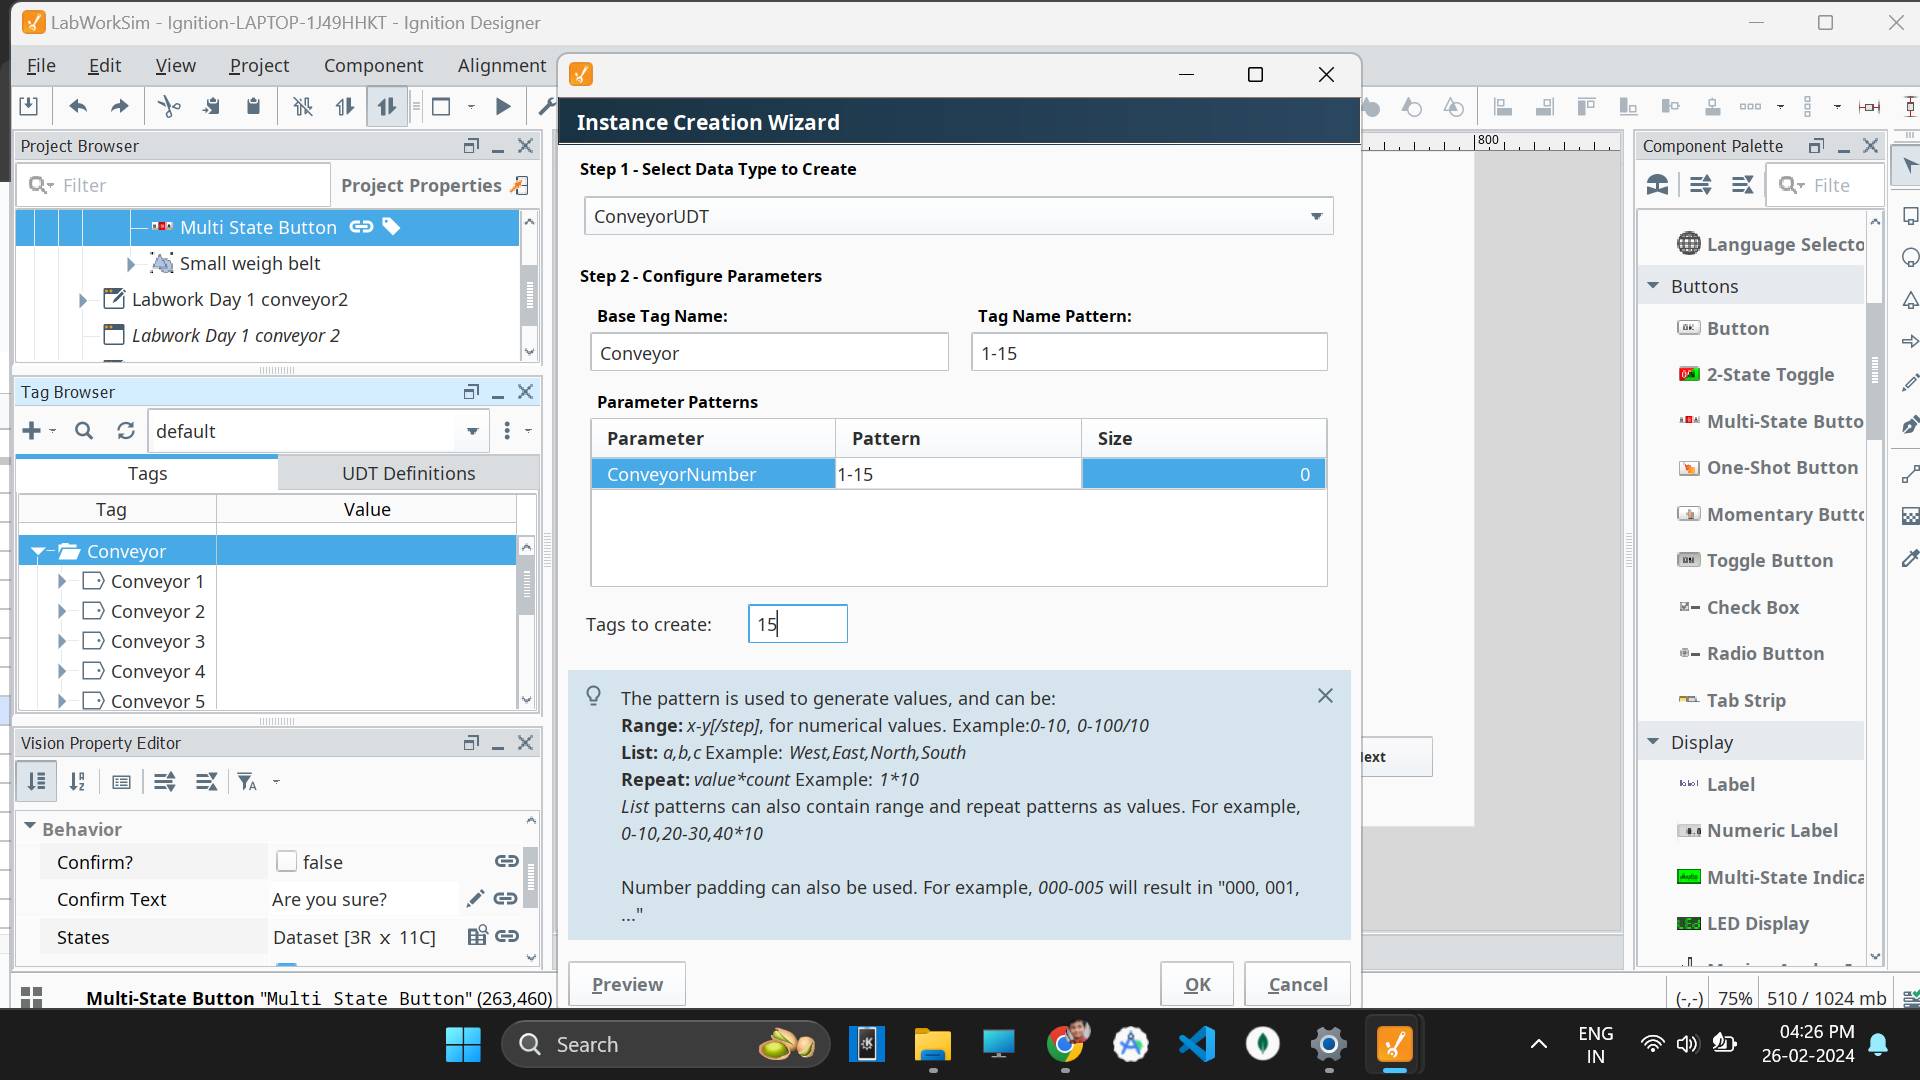 LabWorkSim - Ignition-LAPTOP-1J49HHKT - Ignition Designer
File Edit View Project Component Alignment
Instance Creation Wizard
Project Browser
Filter
Project Properties
Multi State Button
Small weigh belt
Labwork Day 1 conveyor2
Labwork Day 1 conveyor 2
Tag Browser
default
Tags UDT Definitions
Tag Value
Conveyor
Conveyor 1
Conveyor 2
Conveyor 3
Conveyor 4
Conveyor 5
Vision Property Editor
Behavior
Confirm? false
Confirm Text Are you sure?
States Dataset [3R x 11C]
Multi-State Button "Multi State Button" (263,460)
Step 1 - Select Data Type to Create
ConveyorUDT
Step 2 - Configure Parameters
Base Tag Name: Tag Name Pattern:
Conveyor 1-15
Parameter Patterns
Parameter Pattern Size
ConveyorNumber 1-15 0
Tags to create: 15
The pattern is used to generate values, and can be:
Range: x-y[/step], for numerical values. Example:0-10, 0-100/10
List: a,b,c Example: West,East,North,South
Repeat: value*count Example: 1*10
List patterns can also contain range and repeat patterns as values. For example,
0-10,20-30,40*10
Number padding can also be used. For example, 000-005 will result in "000, 001,
..."
Preview OK Cancel
800
ext
Component Palette
Filte
Language Selecto
Buttons
Button
2-State Toggle
Multi-State Butto
One-Shot Button
Momentary Butto
Toggle Button
Check Box
Radio Button
Tab Strip
Display
Label
Numeric Label
Multi-State Indica
LED Display
(-,-) 75% 510 / 1024 mb
Search
ENG
IN
04:26 PM
26-02-2024